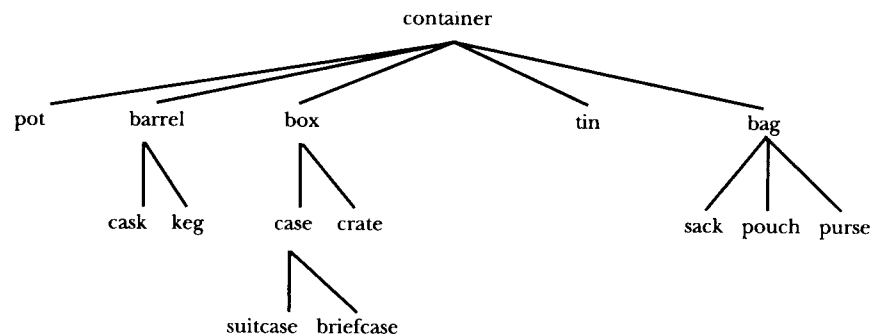 container
pot barrel box tin bag
cask keg case crate sack pouch purse
suitcase briefcase